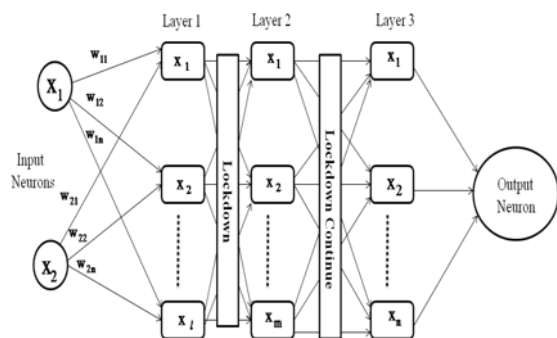 Layer 1
Layer 2
Layer 3
Input
Neurons
X1
X2
w11
w12
w1n
w21
w22
w2n
x1
x2
xl
Lockdown
x1
x2
xm
Lockdown Continue
x1
x2
xn
Output
Neuron